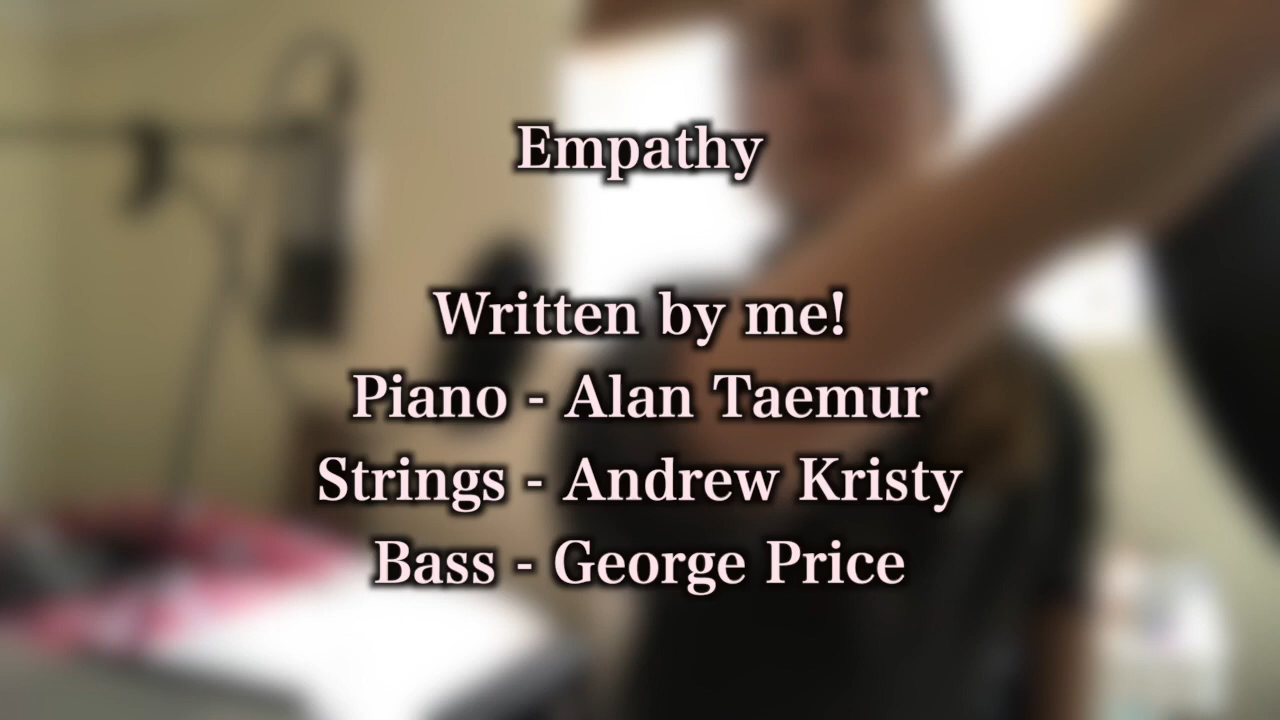 Empathy
Written by me!
Piano - Alan Taemur
Strings - Andrew Kristy
Bass - George Price